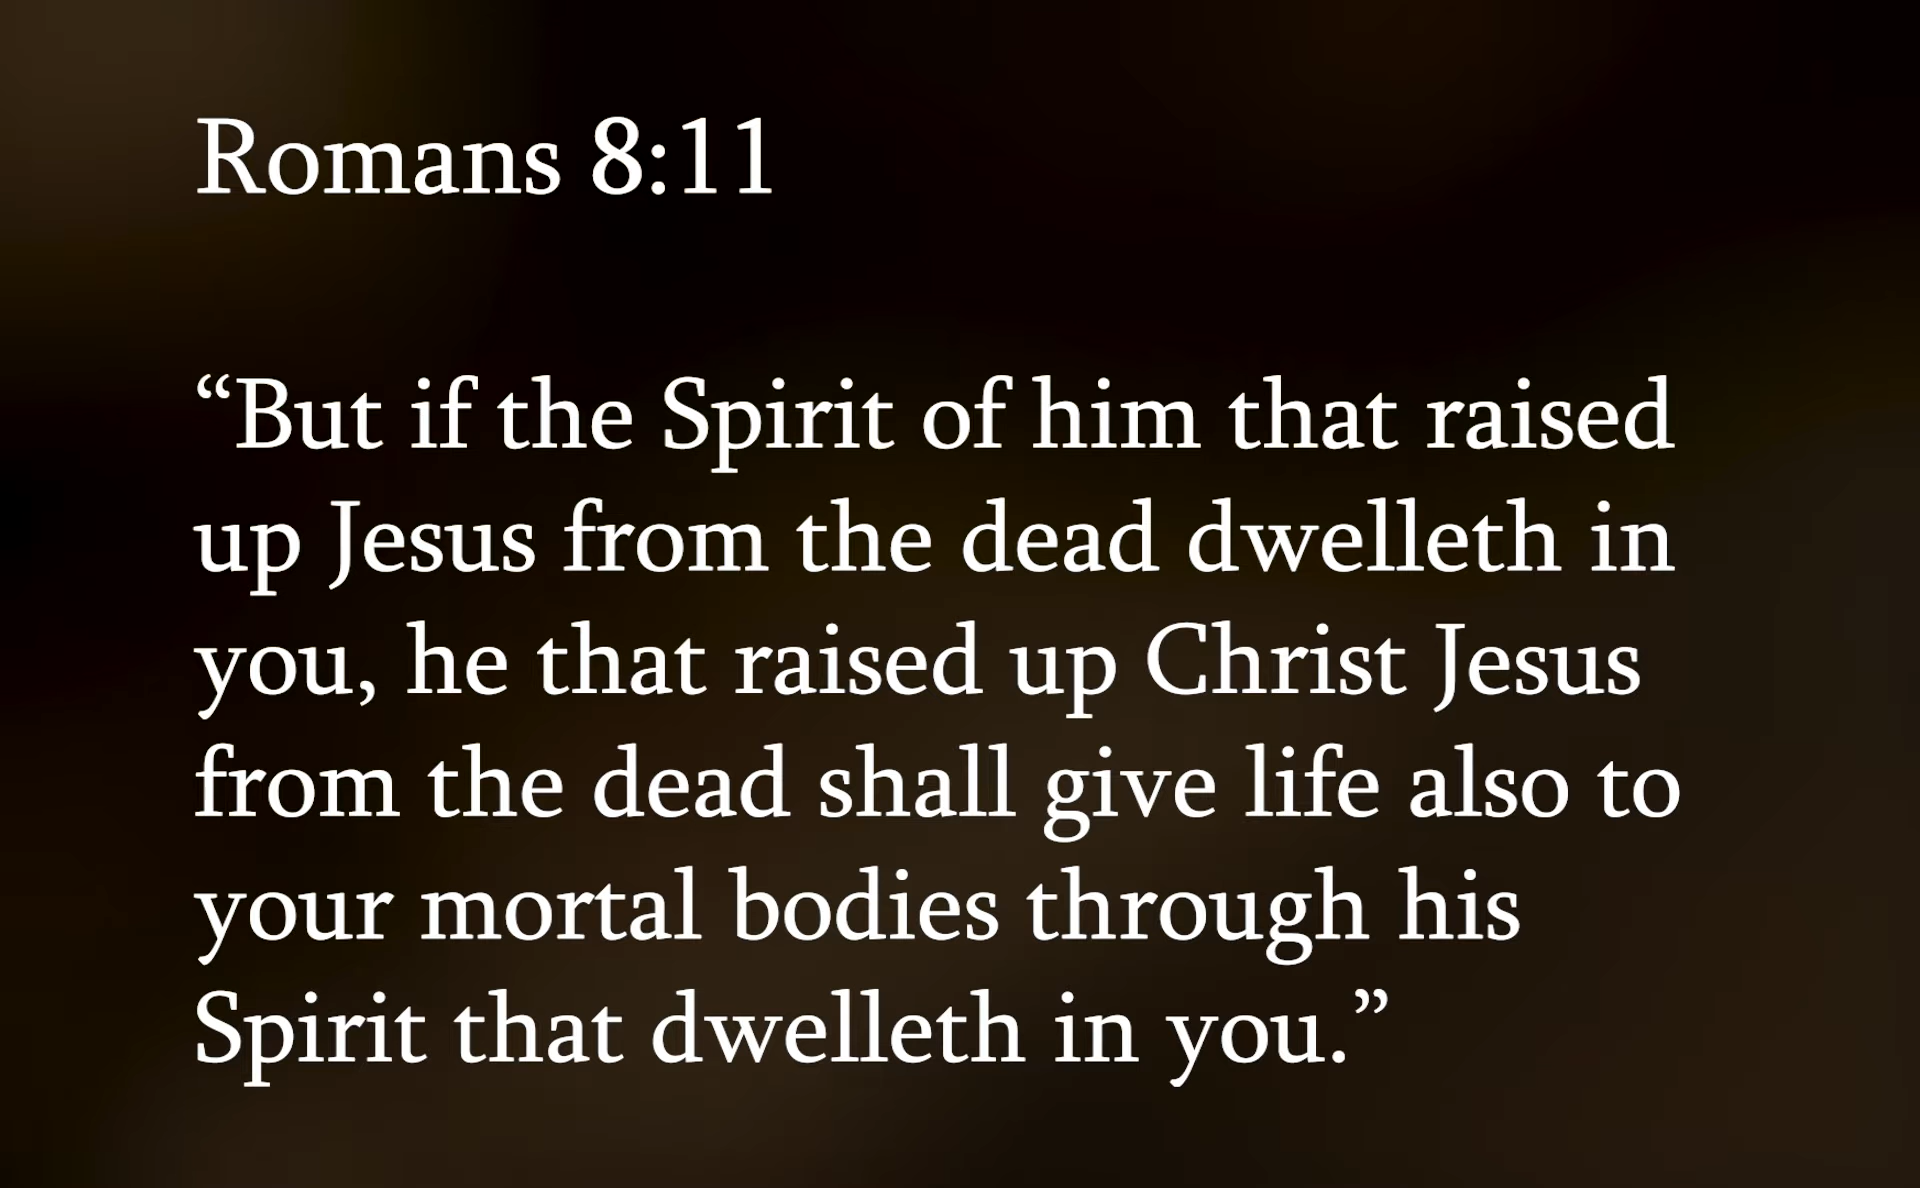 Romans 8:11
“But if the Spirit of him that raised
up Jesus from the dead dwelleth in
you, he that raised up Christ Jesus
from the dead shall give life also to
your mortal bodies through his
Spirit that dwelleth in you.”